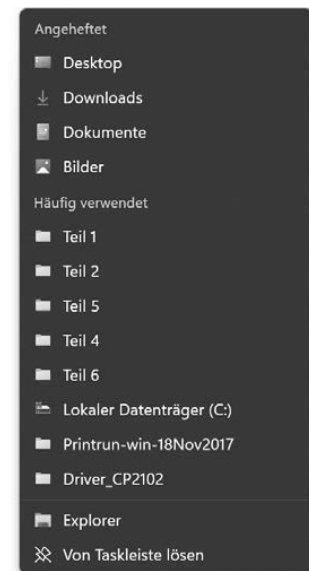 Angeheftet
Desktop
Downloads
Dokumente
Bilder
Häufig verwendet
Teil 1
Teil 2
Teil 5
Teil 4
Teil 6
Lokaler Datenträger (C:)
Printrun-win-18Nov2017
Driver_CP2102
Explorer
Von Taskleiste lösen